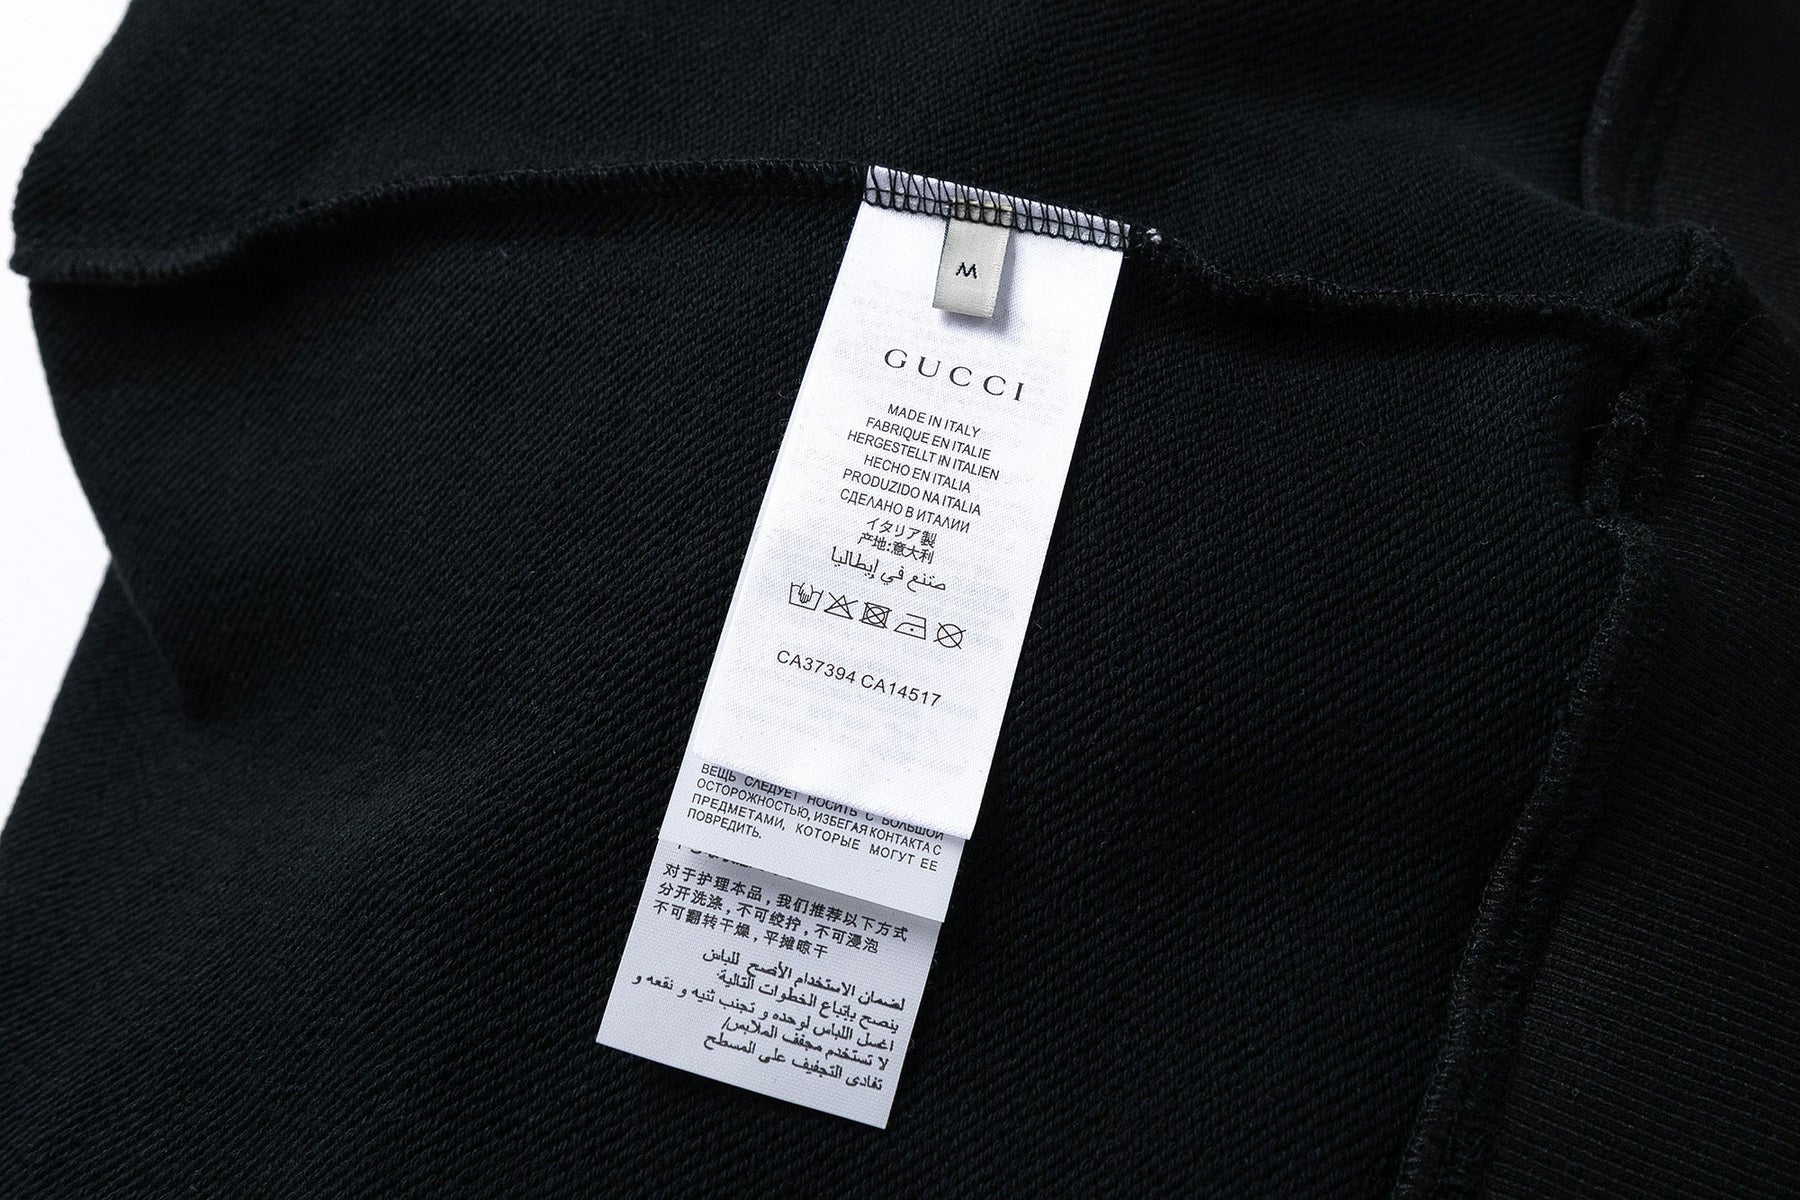 M
GUCCI
MADE IN ITALY
FABRIQUE EN ITALIE
HERGESTELLT IN ITALIEN
HECHO EN ITALIA
PRODUZIDO NA ITALIA
СДЕЛАНО В ИТАЛИИ
イタリア製
产地:意大利
صتنع في إيطاليا
CA37394 CA14517
ВЕЩЬ СЛЕДУЕТ НОСИТЬ С БОЛЬШОЙ
ОСТОРОЖНОСТЬЮ, ИЗБЕГАЯ КОНТАКТА С
ПРЕДМЕТАМИ, КОТОРЫЕ МОГУТ ЕЕ
ПОВРЕДИТЬ.
对于护理本品，我们推荐以下方式
分开洗涤，不可绞拧，不可浸泡
不可翻转干燥，平摊晾干
لضمان الاستخدام الأصح للباس
ينصح بإتباع الخطوات التالية:
اغسل اللباس لوحده و تجنب ثنيه و نقعه و
لا تستخدم مجفف الملابس/
تفادى التجفيف على المسطح